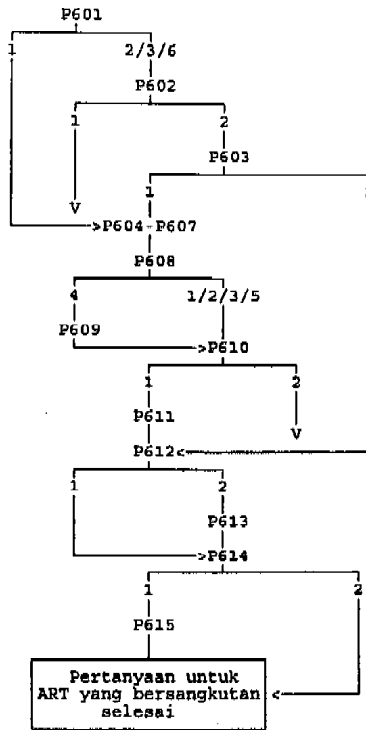 P601
1 2/3/6
P602
1 2
P603
1
V
>P604 - P607
P608
4 1/2/3/5
P609
>P610
1 2
P611
V
P612<
1 2
P613
>P614
1 2
P615
Pertanyaan untuk
ART yang bersangkutan
selesai